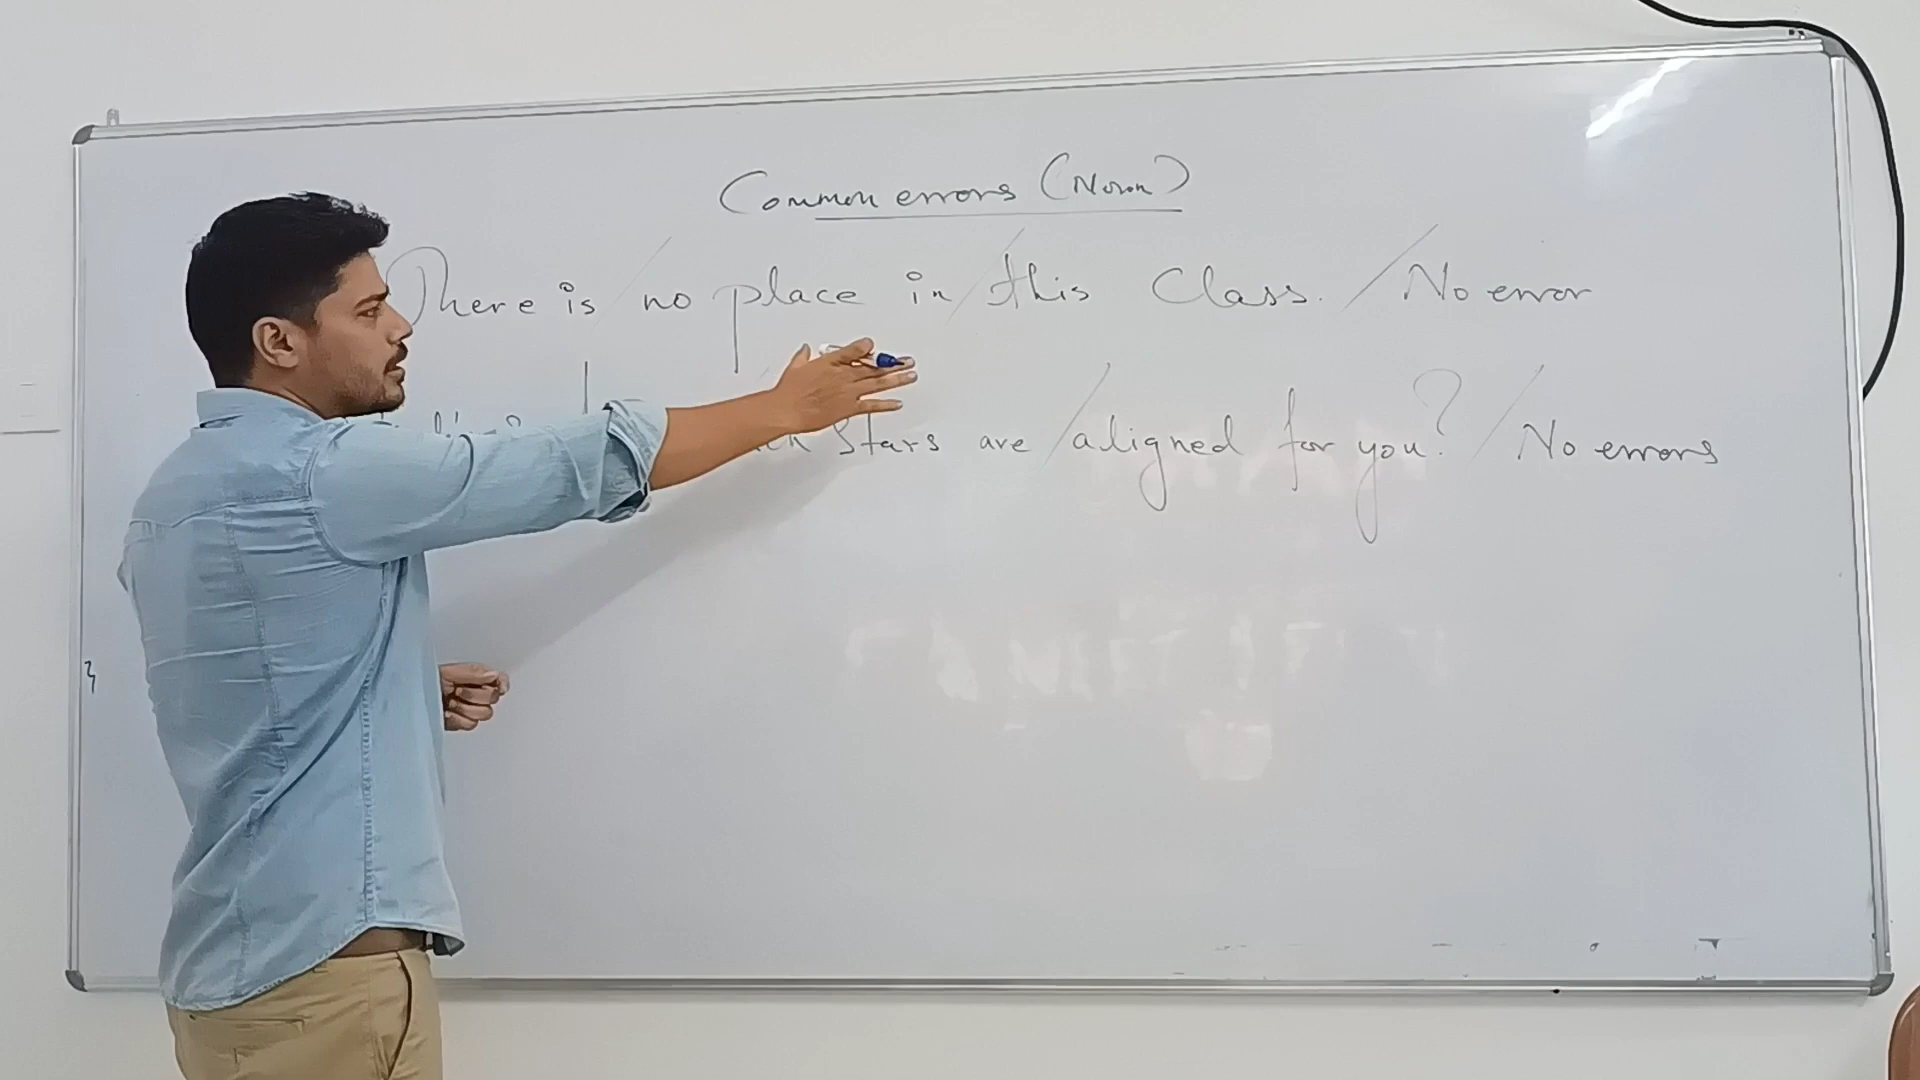 Common errors (Noun)
There is / no place in / this Class. / No error
Stars are / aligned for you? / No errors